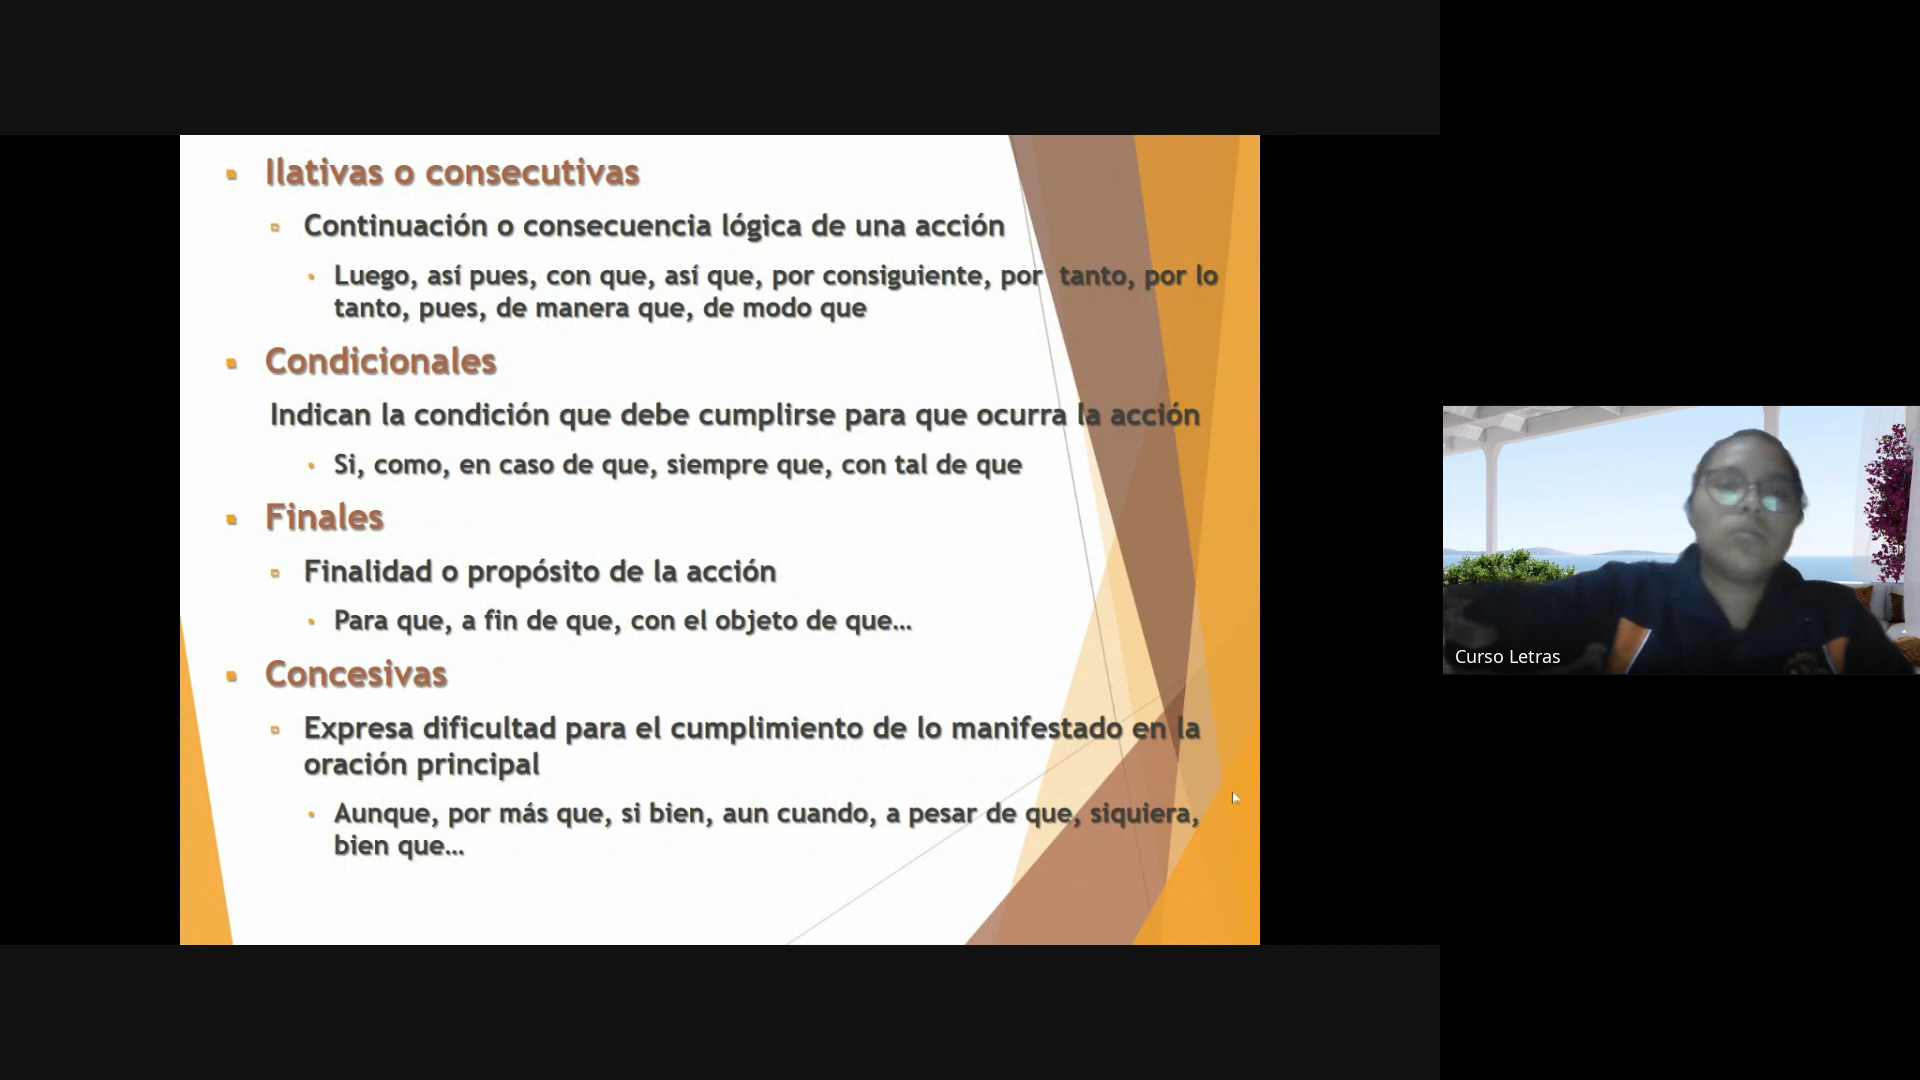 Ilativas o consecutivas
Continuación o consecuencia lógica de una acción
Luego, así pues, con que, así que, por consiguiente, por tanto, por lo
tanto, pues, de manera que, de modo que
Condicionales
Indican la condición que debe cumplirse para que ocurra la acción
Si, como, en caso de que, siempre que, con tal de que
Finales
Finalidad o propósito de la acción
Para que, a fin de que, con el objeto de que…
Concesivas
Expresa dificultad para el cumplimiento de lo manifestado en la
oración principal
Aunque, por más que, si bien, aun cuando, a pesar de que, siquiera,
bien que…
Curso Letras